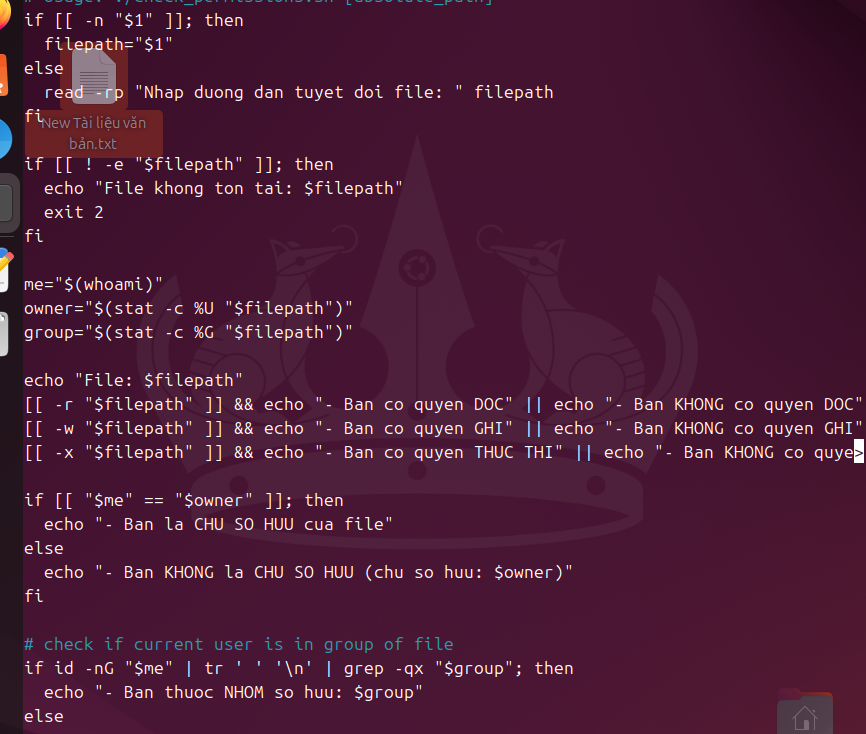 # Usage: ./check_permissions.sh [absolute_path]
if [[ -n "$1" ]]; then
  filepath="$1"
else
  read -rp "Nhap duong dan tuyet doi file: " filepath
fi
New Tài liệu văn
bản.txt
if [[ ! -e "$filepath" ]]; then
  echo "File khong ton tai: $filepath"
  exit 2
fi
me="$(whoami)"
owner="$(stat -c %U "$filepath")"
group="$(stat -c %G "$filepath")"
echo "File: $filepath"
[[ -r "$filepath" ]] && echo "- Ban co quyen DOC" || echo "- Ban KHONG co quyen DOC"
[[ -w "$filepath" ]] && echo "- Ban co quyen GHI" || echo "- Ban KHONG co quyen GHI"
[[ -x "$filepath" ]] && echo "- Ban co quyen THUC THI" || echo "- Ban KHONG co quye>
if [[ "$me" == "$owner" ]]; then
  echo "- Ban la CHU SO HUU cua file"
else
  echo "- Ban KHONG la CHU SO HUU (chu so huu: $owner)"
fi
# check if current user is in group of file
if id -nG "$me" | tr ' ' '\n' | grep -qx "$group"; then
  echo "- Ban thuoc NHOM so huu: $group"
else